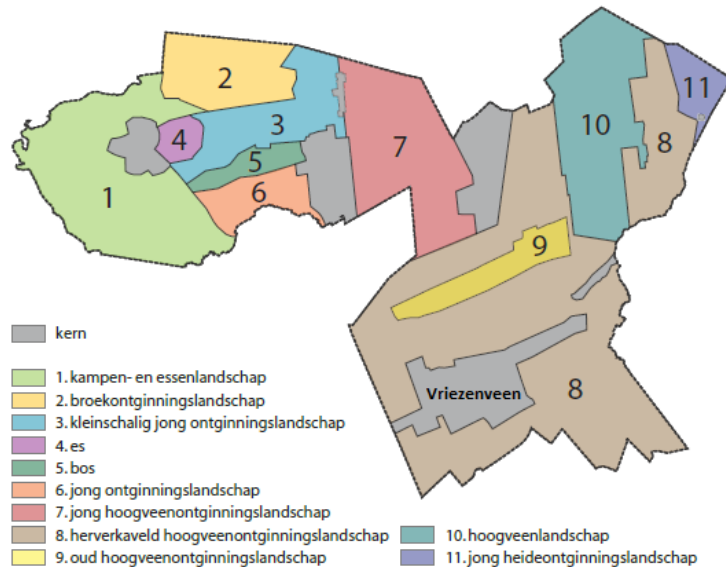 2
11
10
4
3
7
8
5
1
6
9
kern
1. kampen- en essenlandschap
2. broekontginningslandschap
3. kleinschalig jong ontginningslandschap
4. es
5. bos
6. jong ontginningslandschap
7. jong hoogveenontginningslandschap
8. herverkaveld hoogveenontginningslandschap
9. oud hoogveenontginningslandschap
Vriezenveen
8
10. hoogveenlandschap
11. jong heideontginningslandschap